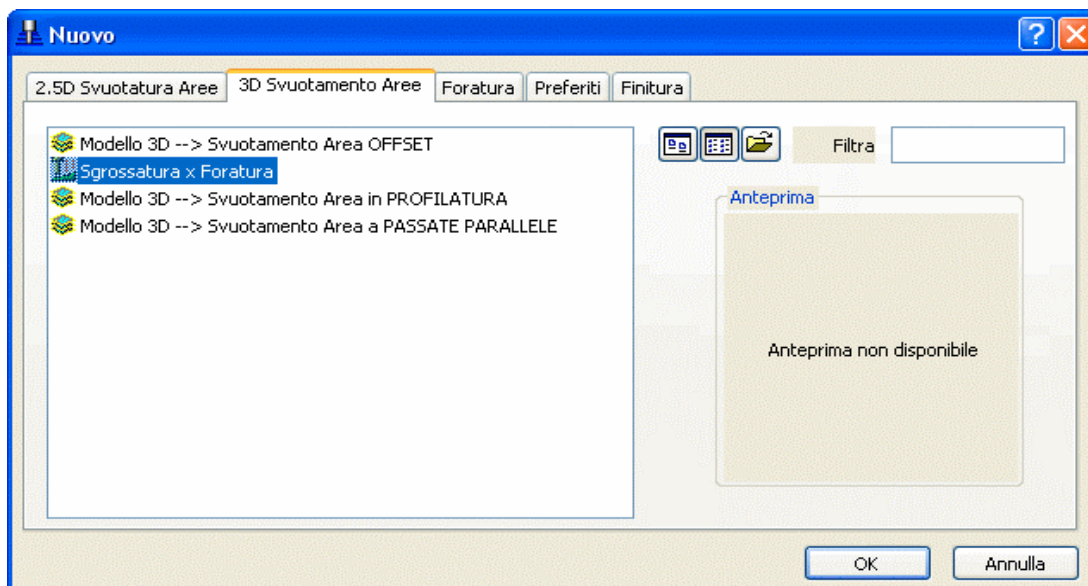 Nuovo
2.5D Svuotatura Aree
3D Svuotamento Aree
Foratura
Preferiti
Finitura
Modello 3D --> Svuotamento Area OFFSET
Sgrossatura x Foratura
Modello 3D --> Svuotamento Area in PROFILATURA
Modello 3D --> Svuotamento Area a PASSATE PARALLELE
Filtra
Anteprima
Anteprima non disponibile
OK
Annulla